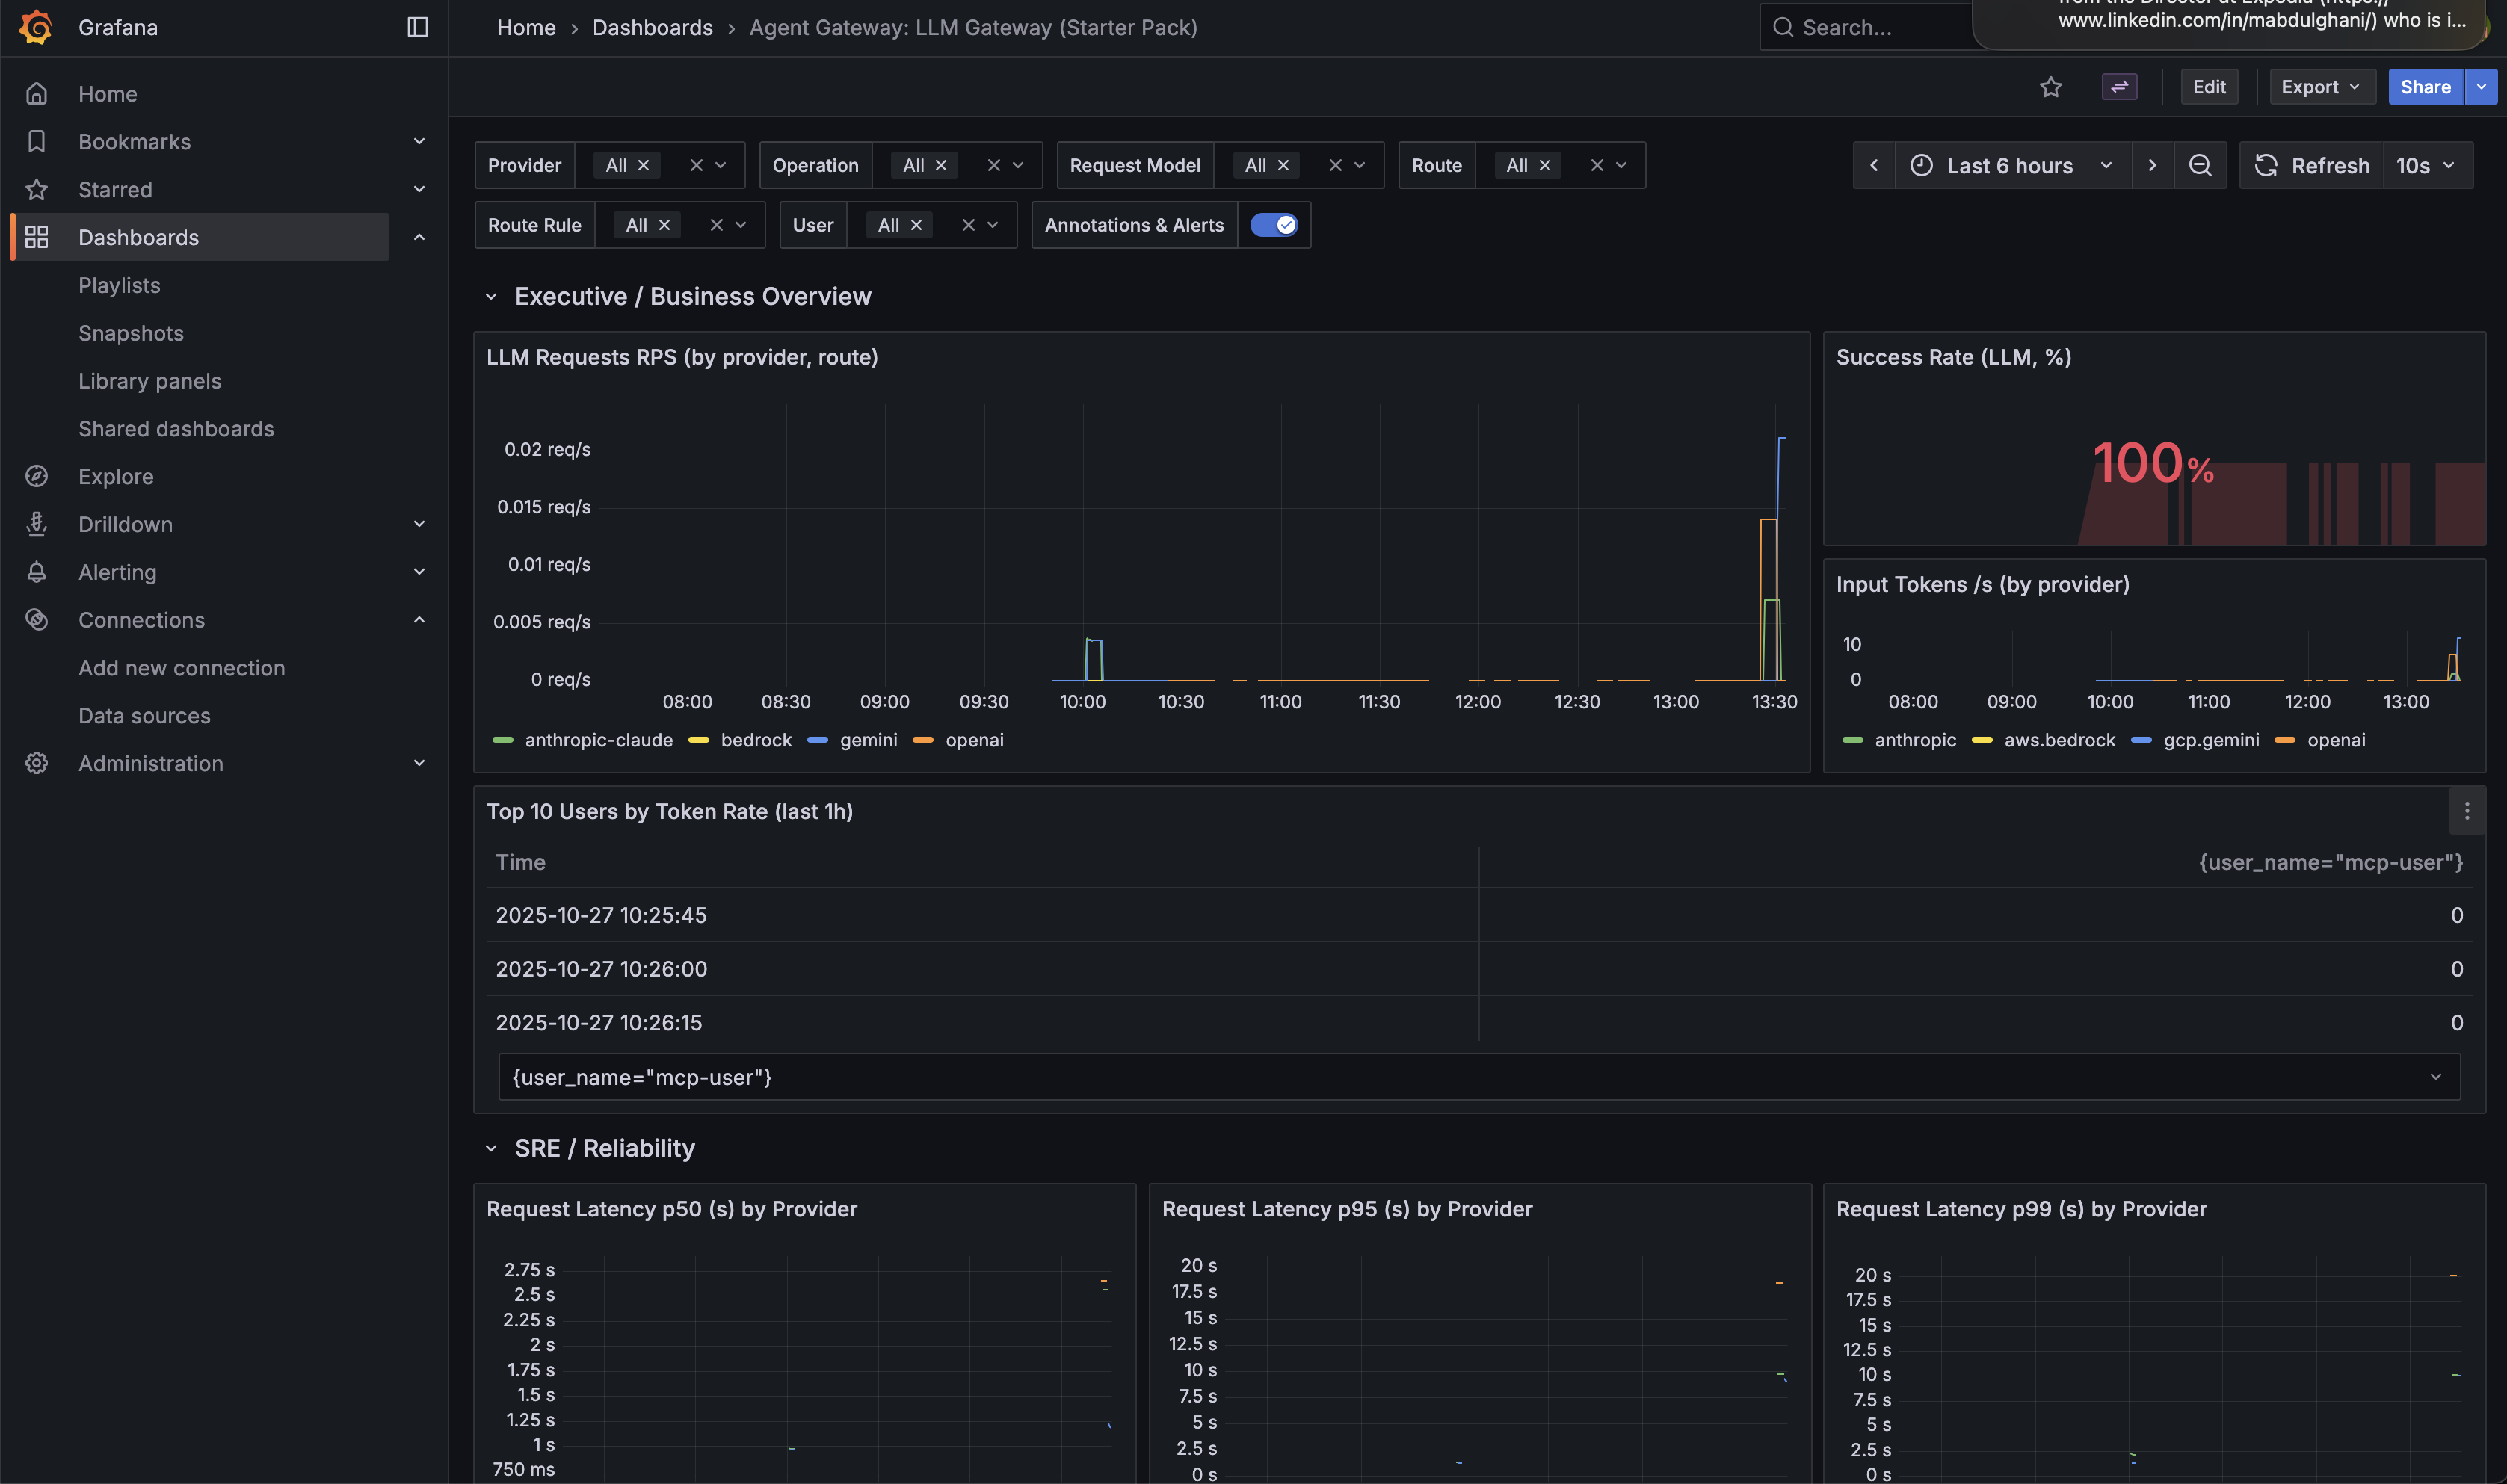 Grafana
Home › Dashboards › Agent Gateway: LLM Gateway (Starter Pack)
Search...
www.linkedin.com/in/mabdulghani/) who is i...
Edit
Export
Share
Home
Bookmarks
Starred
Dashboards
Playlists
Snapshots
Library panels
Shared dashboards
Explore
Drilldown
Alerting
Connections
Add new connection
Data sources
Administration
Provider All
Operation All
Request Model All
Route All
Last 6 hours
Refresh 10s
Route Rule All
User All
Annotations & Alerts
Executive / Business Overview
LLM Requests RPS (by provider, route)
0.02 req/s
0.015 req/s
0.01 req/s
0.005 req/s
0 req/s
08:00 08:30 09:00 09:30 10:00 10:30 11:00 11:30 12:00 12:30 13:00 13:30
anthropic-claude bedrock gemini openai
Success Rate (LLM, %)
100%
Input Tokens /s (by provider)
10
0
08:00 09:00 10:00 11:00 12:00 13:00
anthropic aws.bedrock gcp.gemini openai
Top 10 Users by Token Rate (last 1h)
Time {user_name="mcp-user"}
2025-10-27 10:25:45 0
2025-10-27 10:26:00 0
2025-10-27 10:26:15 0
{user_name="mcp-user"}
SRE / Reliability
Request Latency p50 (s) by Provider
2.75 s
2.5 s
2.25 s
2 s
1.75 s
1.5 s
1.25 s
1 s
750 ms
Request Latency p95 (s) by Provider
20 s
17.5 s
15 s
12.5 s
10 s
7.5 s
5 s
2.5 s
0 s
Request Latency p99 (s) by Provider
20 s
17.5 s
15 s
12.5 s
10 s
7.5 s
5 s
2.5 s
0 s